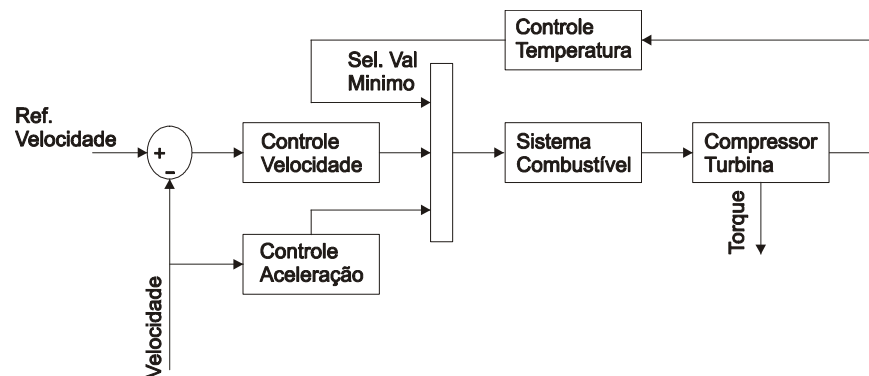 Controle
Temperatura
Sel. Val
Minimo
Ref.
Velocidade
+
-
Controle
Velocidade
Sistema
Combustível
Compressor
Turbina
Torque
Controle
Aceleração
Velocidade